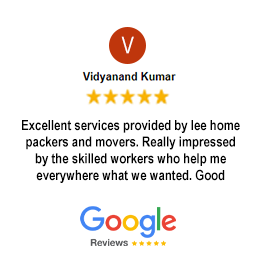 V
Vidyanand Kumar
Excellent services provided by lee home
packers and movers. Really impressed
by the skilled workers who help me
everywhere what we wanted. Good
Google
Reviews